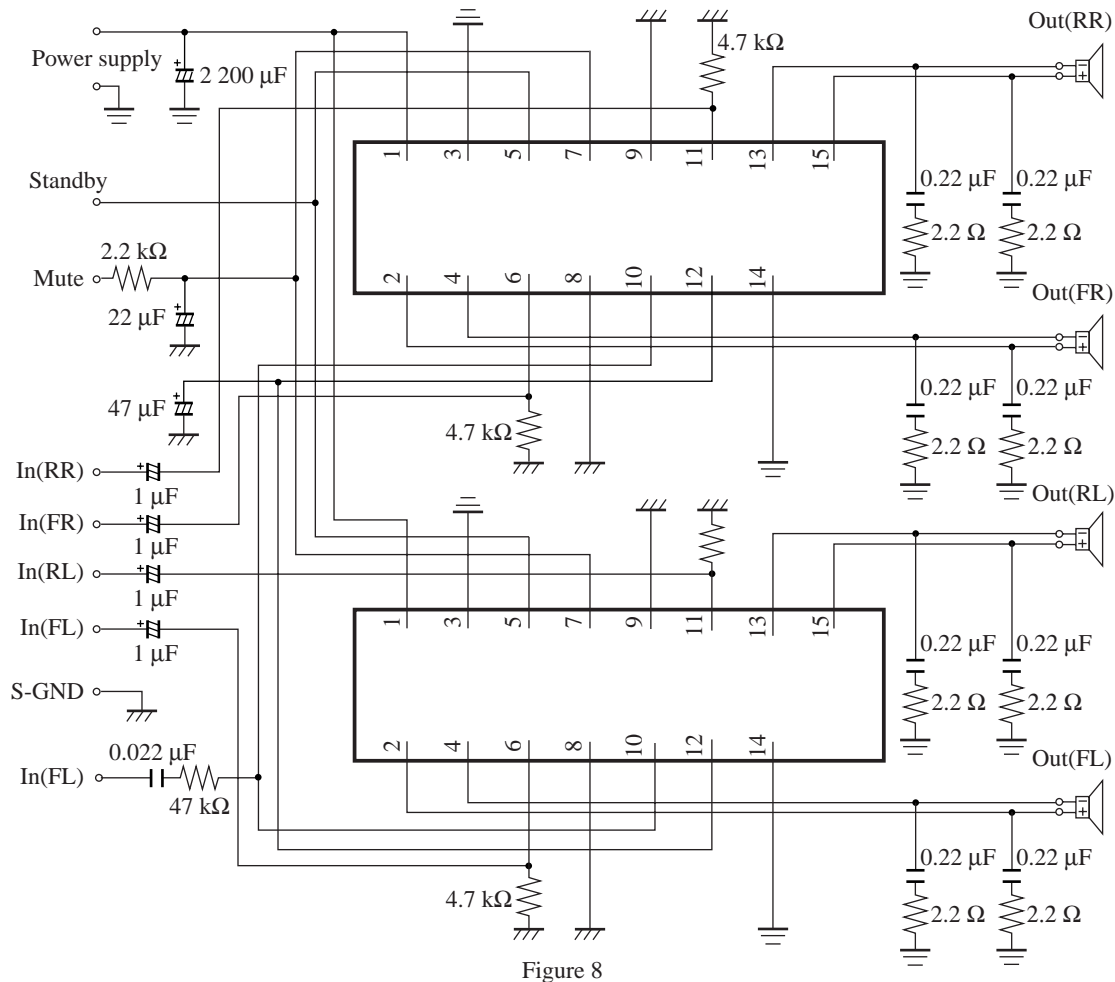 Out(RR)
4.7 kΩ
Power supply
2 200 µF
1 3 5 7 9 11 13 15
0.22 µF 0.22 µF
Standby
2.2 Ω 2.2 Ω
2.2 kΩ
Mute
2 4 6 8 10 12 14
Out(FR)
22 µF
0.22 µF 0.22 µF
47 µF
4.7 kΩ
2.2 Ω 2.2 Ω
In(RR)
1 µF
Out(RL)
In(FR)
1 µF
In(RL)
1 µF
In(FL)
1 µF
1 3 5 7 9 11 13 15
0.22 µF 0.22 µF
S-GND
2.2 Ω 2.2 Ω
0.022 µF
2 4 6 8 10 12 14
Out(FL)
In(FL)
47 kΩ
0.22 µF 0.22 µF
4.7 kΩ
2.2 Ω 2.2 Ω
Figure 8